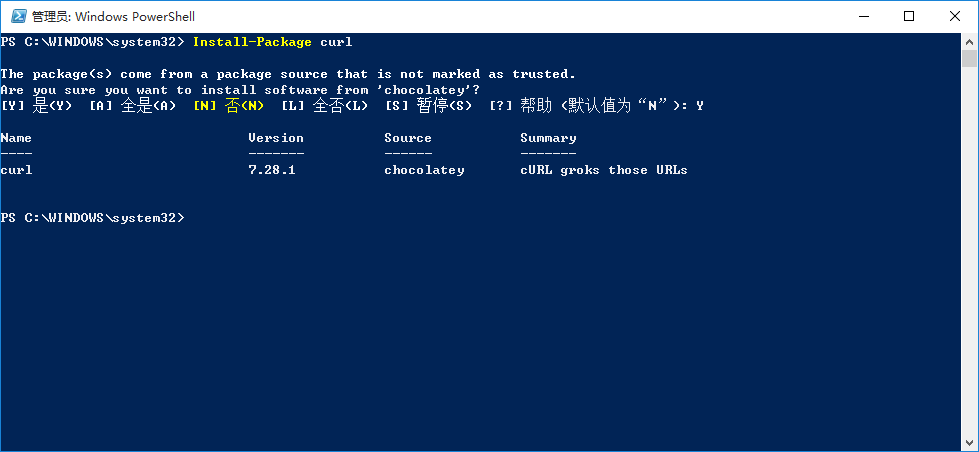 管理员: Windows PowerShell
PS C:\WINDOWS\system32> Install-Package curl
The package(s) come from a package source that is not marked as trusted.
Are you sure you want to install software from 'chocolatey'?
[Y] 是(Y)  [A] 全是(A)  [N] 否(N)  [L] 全否(L)  [S] 暂停(S)  [?] 帮助 (默认值为“N”): Y
Name                           Version          Source           Summary
----                           -------          ------           -------
curl                           7.28.1           chocolatey       cURL groks those URLs
PS C:\WINDOWS\system32>